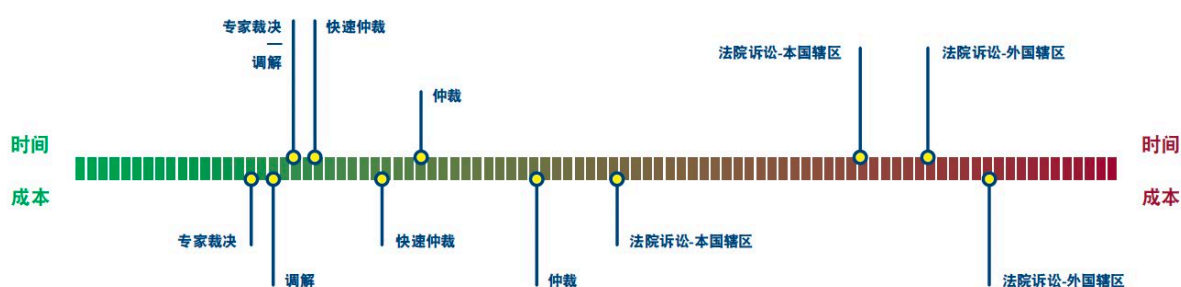 专家裁决
调解
快速仲裁
仲裁
法院诉讼-本国辖区
法院诉讼-外国辖区
时间
成本
时间
成本
专家裁决
调解
快速仲裁
仲裁
法院诉讼-本国辖区
法院诉讼-外国辖区